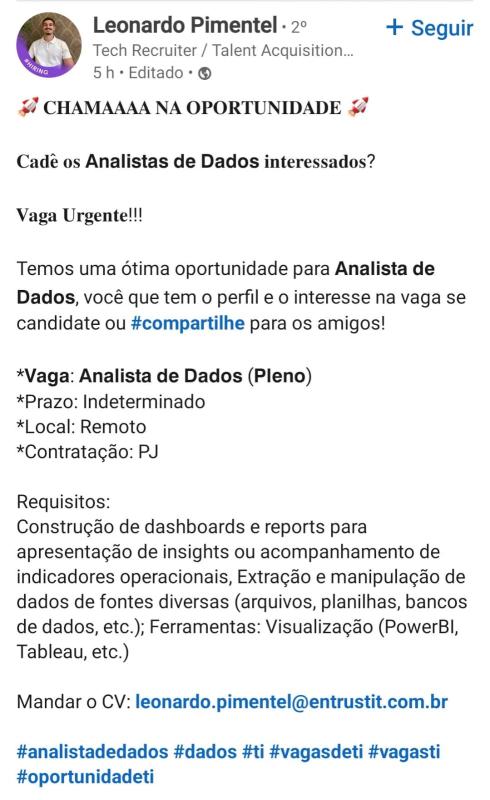 Leonardo Pimentel · 2º
+ Seguir
Tech Recruiter / Talent Acquisition...
5 h • Editado •
#HIRING
🚀 CHAMAAAA NA OPORTUNIDADE 🚀
Cadê os Analistas de Dados interessados?
Vaga Urgente!!!
Temos uma ótima oportunidade para Analista de
Dados, você que tem o perfil e o interesse na vaga se
candidate ou #compartilhe para os amigos!
*Vaga: Analista de Dados (Pleno)
*Prazo: Indeterminado
*Local: Remoto
*Contratação: PJ
Requisitos:
Construção de dashboards e reports para
apresentação de insights ou acompanhamento de
indicadores operacionais, Extração e manipulação de
dados de fontes diversas (arquivos, planilhas, bancos
de dados, etc.); Ferramentas: Visualização (PowerBI,
Tableau, etc.)
Mandar o CV: leonardo.pimentel@entrustit.com.br
#analistadedados #dados #ti #vagasdeti #vagasti
#oportunidadeti